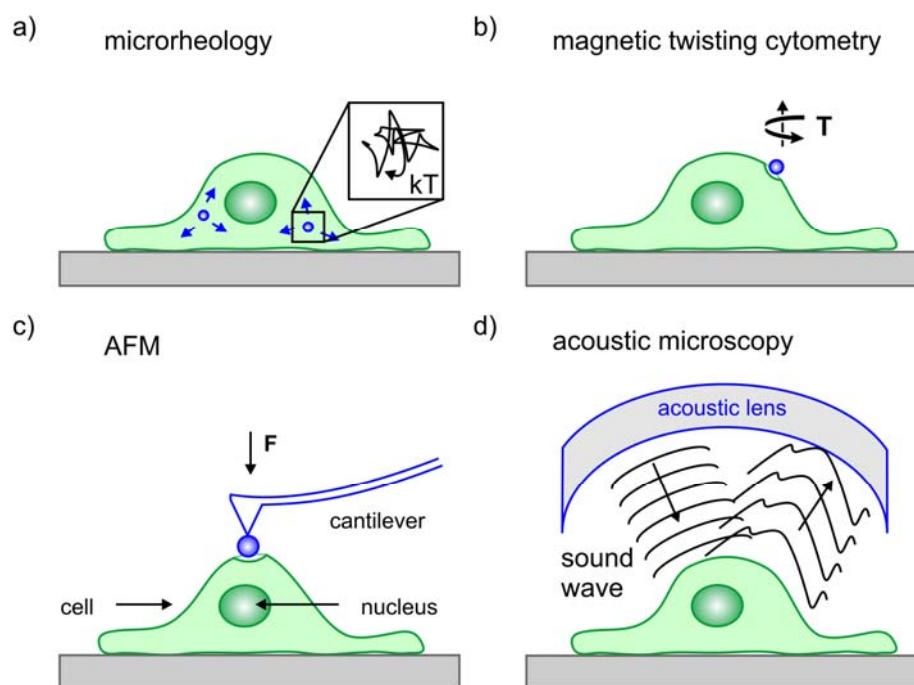 a)
microrheology
kT
b)
magnetic twisting cytometry
T
c)
AFM
F
cantilever
cell
nucleus
d)
acoustic microscopy
acoustic lens
sound
wave